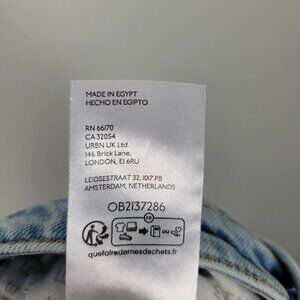 MADE IN EGYPT
HECHO EN EGIPTO
RN 66170
CA 32054
URBN UK Ltd.
146 Brick Lane,
LONDON, E1 6RU
LEIDSESTRAAT 32, 1017 PB
AMSTERDAM, NETHERLANDS
OB2137286
FR
quefairedemesdechets.fr